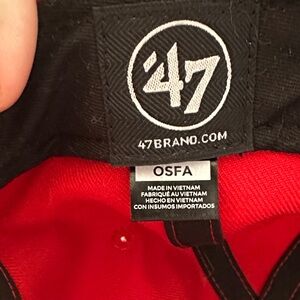 '47
47BRAND.COM
OSFA
MADE IN VIETNAM
FABRIQUÉ AU VIETNAM
HECHO EN VIETNAM
CON INSUMOS IMPORTADOS